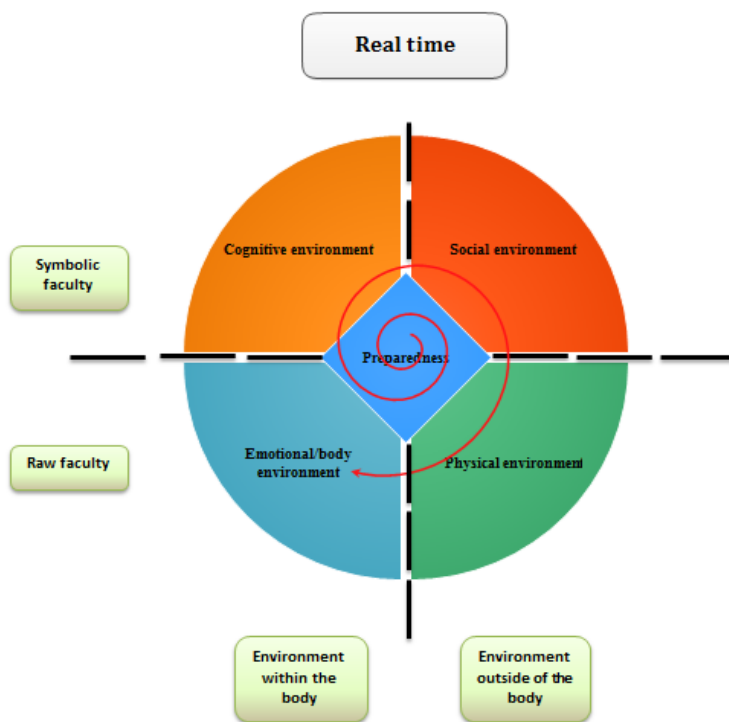 Real time
Cognitive environment
Social environment
Symbolic
faculty
Preparedness
Emotional/body
environment
Physical environment
Raw faculty
Environment
within the
body
Environment
outside of the
body